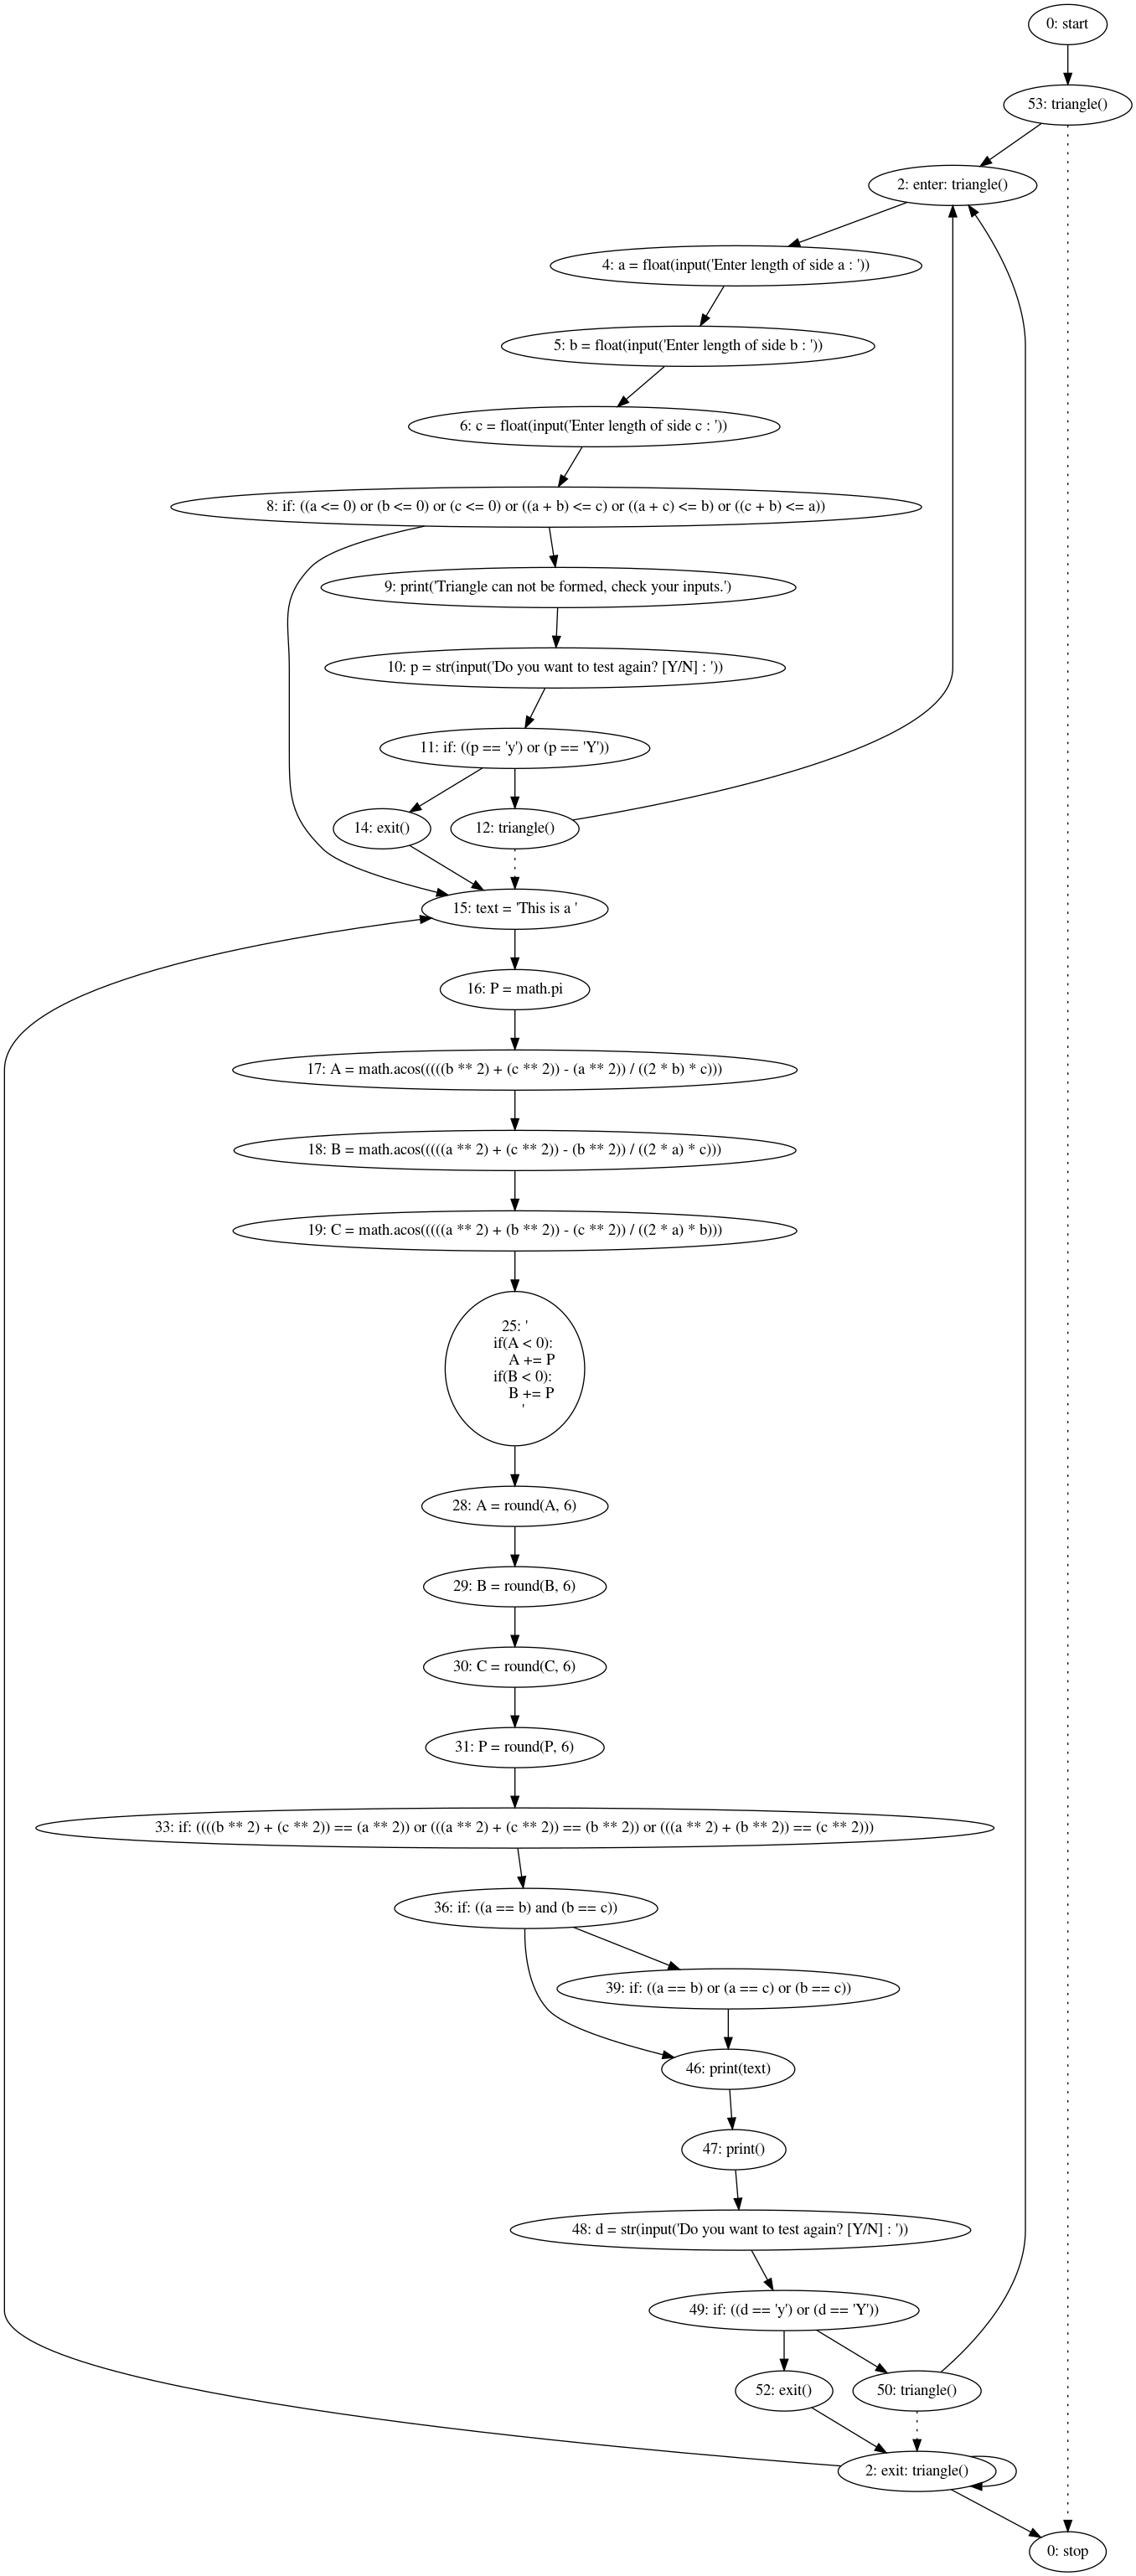 0: start
53: triangle()
2: enter: triangle()
4: a = float(input('Enter length of side a : '))
5: b = float(input('Enter length of side b : '))
6: c = float(input('Enter length of side c : '))
8: if: ((a <= 0) or (b <= 0) or (c <= 0) or ((a + b) <= c) or ((a + c) <= b) or ((c + b) <= a))
9: print('Triangle can not be formed, check your inputs.')
10: p = str(input('Do you want to test again? [Y/N] : '))
11: if: ((p == 'y') or (p == 'Y'))
14: exit()
12: triangle()
15: text = 'This is a '
16: P = math.pi
17: A = math.acos(((((b ** 2) + (c ** 2)) - (a ** 2)) / ((2 * b) * c)))
18: B = math.acos(((((a ** 2) + (c ** 2)) - (b ** 2)) / ((2 * a) * c)))
19: C = math.acos(((((a ** 2) + (b ** 2)) - (c ** 2)) / ((2 * a) * b)))
25: '
if(A < 0):
A += P
if(B < 0):
B += P
'
28: A = round(A, 6)
29: B = round(B, 6)
30: C = round(C, 6)
31: P = round(P, 6)
33: if: ((((b ** 2) + (c ** 2)) == (a ** 2)) or (((a ** 2) + (c ** 2)) == (b ** 2)) or (((a ** 2) + (b ** 2)) == (c ** 2)))
36: if: ((a == b) and (b == c))
39: if: ((a == b) or (a == c) or (b == c))
46: print(text)
47: print()
48: d = str(input('Do you want to test again? [Y/N] : '))
49: if: ((d == 'y') or (d == 'Y'))
52: exit()
50: triangle()
2: exit: triangle()
0: stop